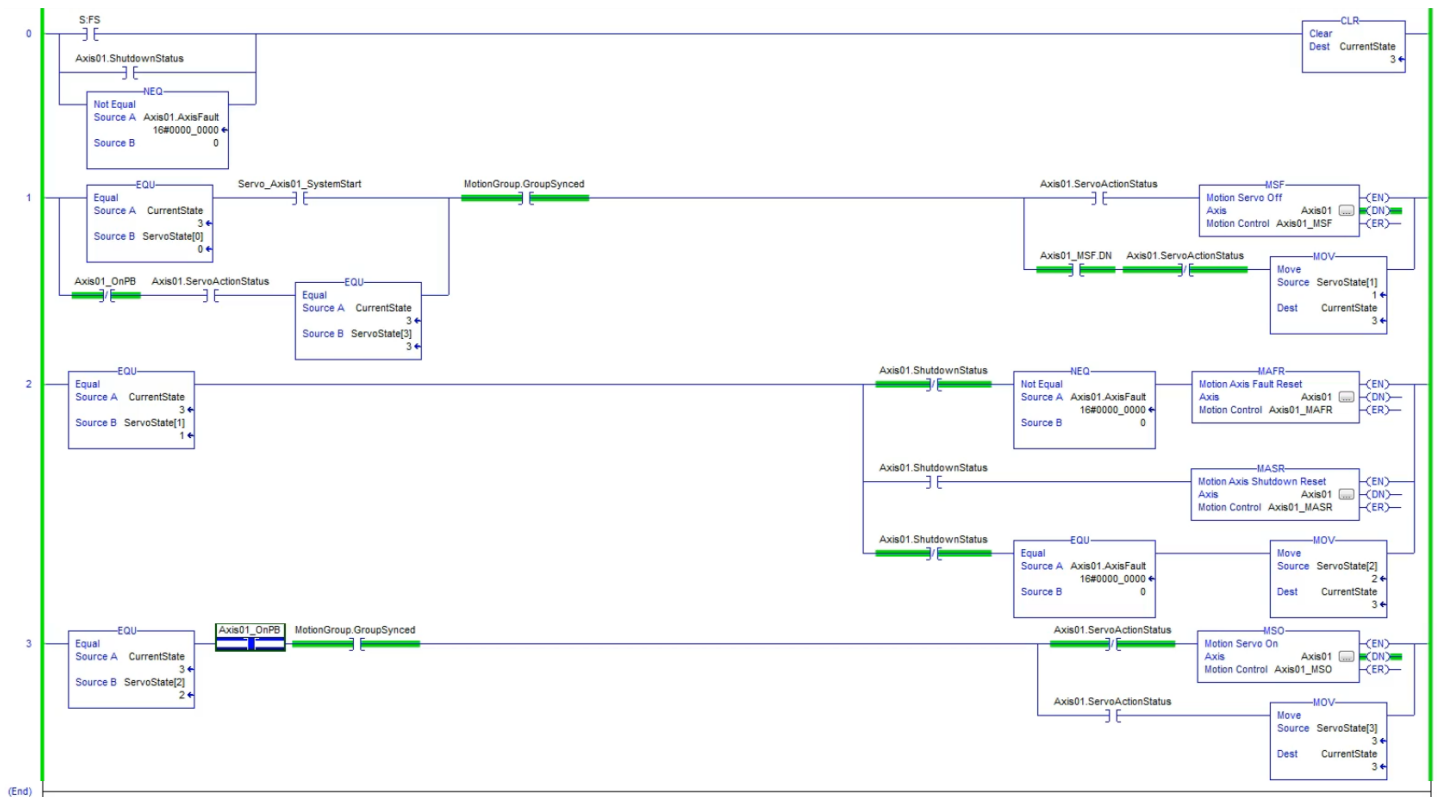 0
S:FS
CLR
Clear
Dest CurrentState
3
Axis01.ShutdownStatus
NEQ
Not Equal
Source A Axis01.AxisFault
16#0000_0000
Source B 0
1
EQU
Equal
Source A CurrentState
3
Source B ServoState[0]
0
Servo_Axis01_SystemStart
MotionGroup.GroupSynced
Axis01.ServoActionStatus
MSF
Motion Servo Off
Axis Axis01 ...
Motion Control Axis01_MSF
EN
DN
ER
Axis01_OnPB
Axis01.ServoActionStatus
EQU
Equal
Source A CurrentState
3
Source B ServoState[3]
3
Axis01_MSF.DN
Axis01.ServoActionStatus
MOV
Move
Source ServoState[1]
1
Dest CurrentState
3
2
EQU
Equal
Source A CurrentState
3
Source B ServoState[1]
1
Axis01.ShutdownStatus
NEQ
Not Equal
Source A Axis01.AxisFault
16#0000_0000
Source B 0
MAFR
Motion Axis Fault Reset
Axis Axis01 ...
Motion Control Axis01_MAFR
EN
DN
ER
Axis01.ShutdownStatus
MASR
Motion Axis Shutdown Reset
Axis Axis01 ...
Motion Control Axis01_MASR
EN
DN
ER
Axis01.ShutdownStatus
EQU
Equal
Source A Axis01.AxisFault
16#0000_0000
Source B 0
MOV
Move
Source ServoState[2]
2
Dest CurrentState
3
3
EQU
Equal
Source A CurrentState
3
Source B ServoState[2]
2
Axis01_OnPB
MotionGroup.GroupSynced
Axis01.ServoActionStatus
MSO
Motion Servo On
Axis Axis01 ...
Motion Control Axis01_MSO
EN
DN
ER
Axis01.ServoActionStatus
MOV
Move
Source ServoState[3]
3
Dest CurrentState
3
(End)